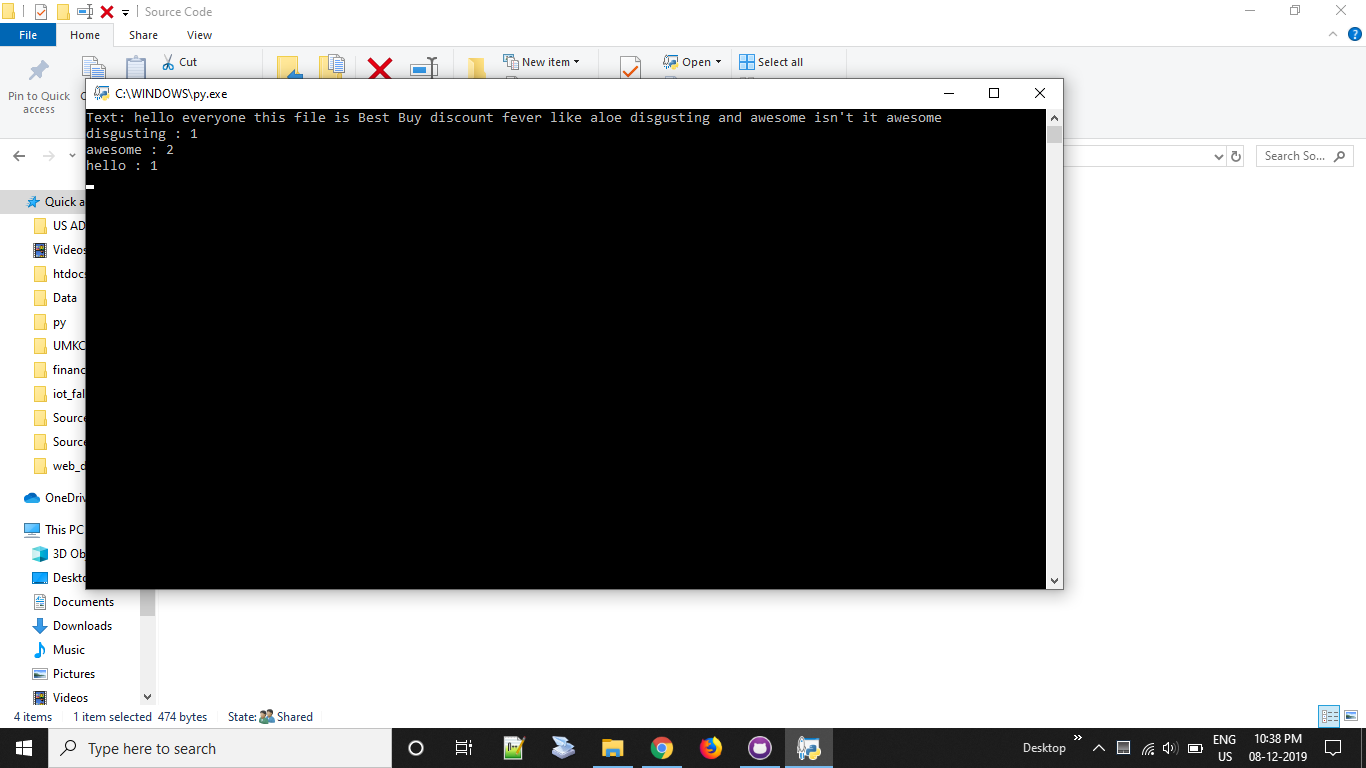 Source Code
File Home Share View
Cut New item Open Select all
Pin to Quick
access
C:\WINDOWS\py.exe
Text: hello everyone this file is Best Buy discount fever like aloe disgusting and awesome isn't it awesome
disgusting : 1
awesome : 2
hello : 1
Search So...
Quick a
US AD
Videos
htdocs
Data
py
UMKC
financ
iot_fal
Source
Source
web_d
OneDriv
This PC
3D Obj
Deskto
Documents
Downloads
Music
Pictures
Videos
4 items 1 item selected 474 bytes State: Shared
Type here to search
Desktop
ENG
US
10:38 PM
08-12-2019